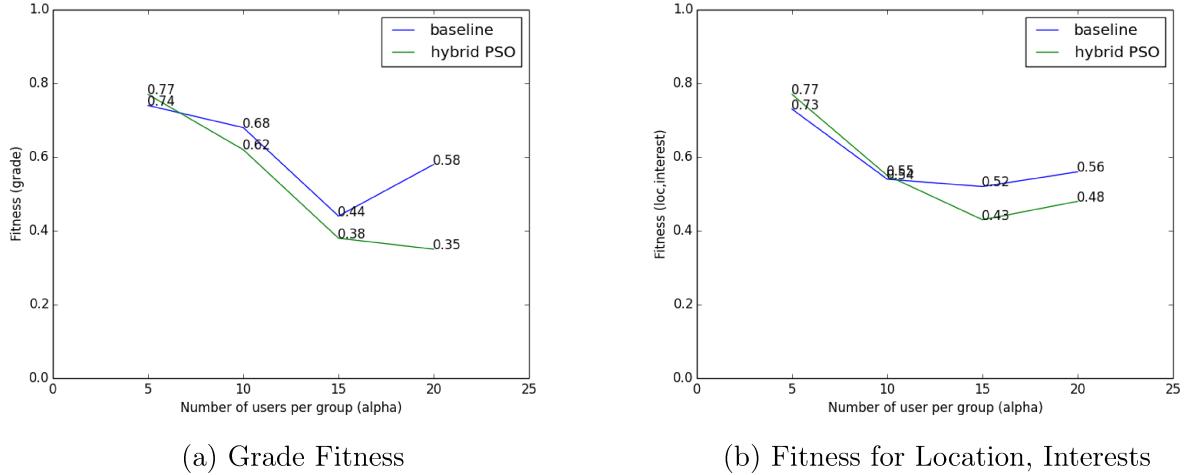 1.0
0.8
0.6
0.4
0.2
0.0
Fitness (grade)
baseline
hybrid PSO
0.77
0.74
0.68
0.62
0.58
0.44
0.38
0.35
0 5 10 15 20 25
Number of users per group (alpha)
(a) Grade Fitness
1.0
0.8
0.6
0.4
0.2
0.0
Fitness (loc,interest)
baseline
hybrid PSO
0.77
0.73
0.55
0.54
0.52
0.56
0.48
0.43
0 5 10 15 20 25
Number of user per group (alpha)
(b) Fitness for Location, Interests